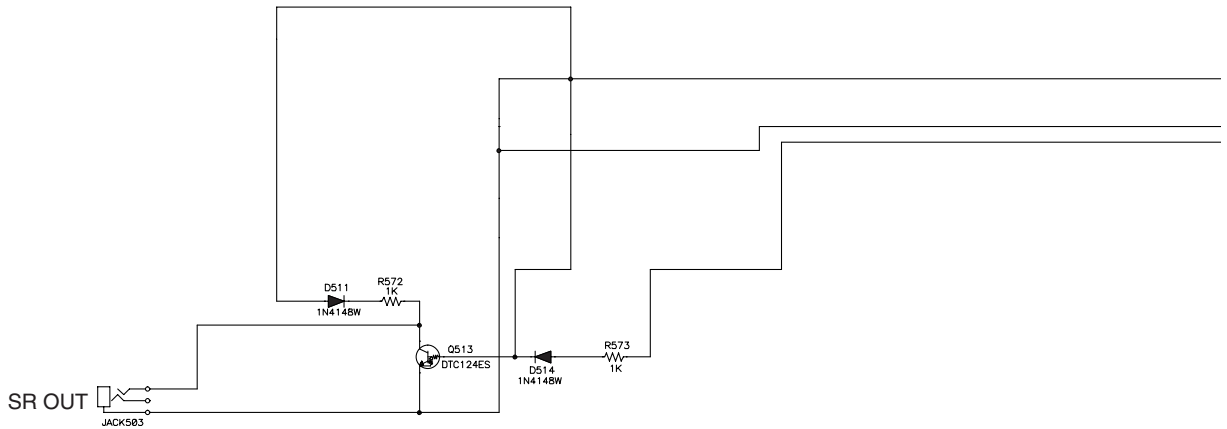 R572
D511
1K
1N4148W
Q513
R573
DTC124ES
D514
1K
1N4148W
SR OUT
JACK503